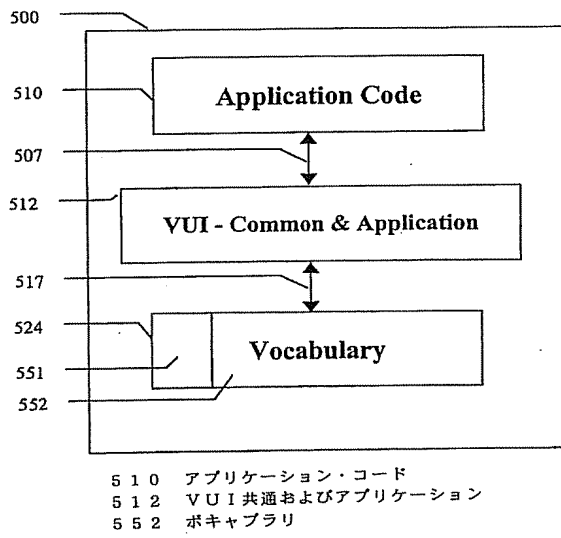 500
510
Application Code
507
512
VUI - Common & Application
517
524
Vocabulary
551
552
５１０ アプリケーション・コード
５１２ ＶＵＩ共通およびアプリケーション
５５２ ボキャブラリ